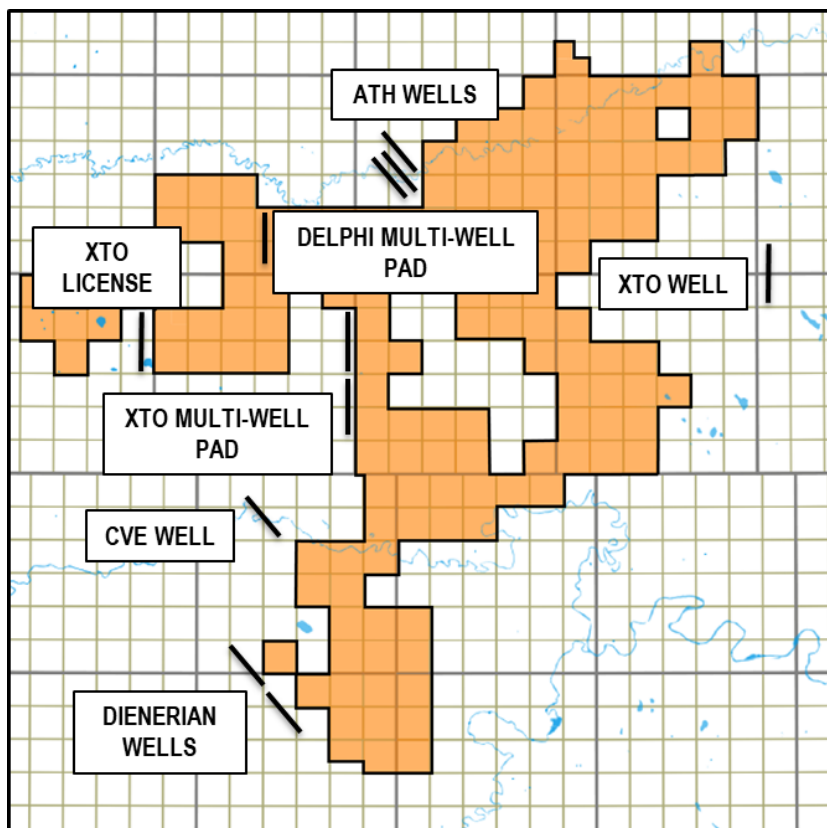 ATH WELLS
XTO
LICENSE
DELPHI MULTI-WELL
PAD
XTO WELL
XTO MULTI-WELL
PAD
CVE WELL
DIENERIAN
WELLS